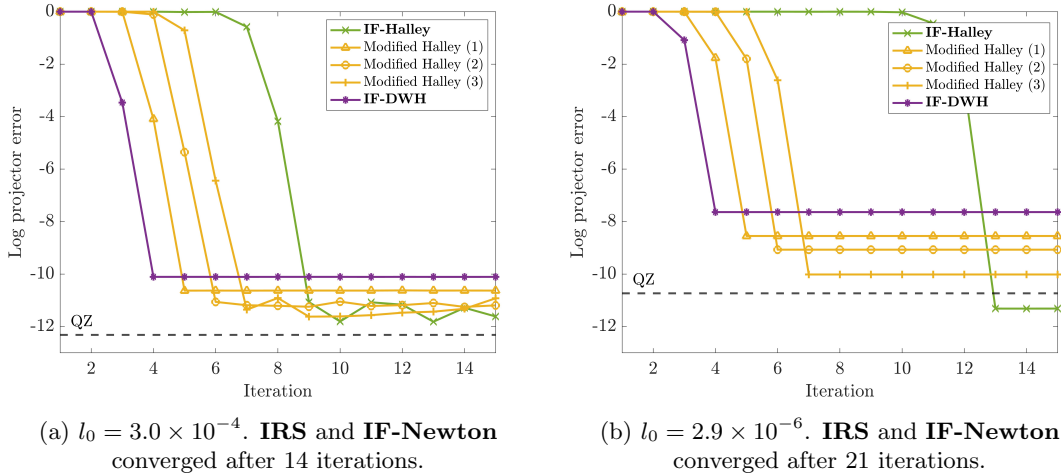 0
-2
-4
-6
-8
-10
-12
Log projector error
IF-Halley
Modified Halley (1)
Modified Halley (2)
Modified Halley (3)
IF-DWH
QZ
2 4 6 8 10 12 14
Iteration
(a) l₀ = 3.0 × 10⁻⁴. IRS and IF-Newton
converged after 14 iterations.
0
-2
-4
-6
-8
-10
-12
Log projector error
IF-Halley
Modified Halley (1)
Modified Halley (2)
Modified Halley (3)
IF-DWH
QZ
2 4 6 8 10 12 14
Iteration
(b) l₀ = 2.9 × 10⁻⁶. IRS and IF-Newton
converged after 21 iterations.